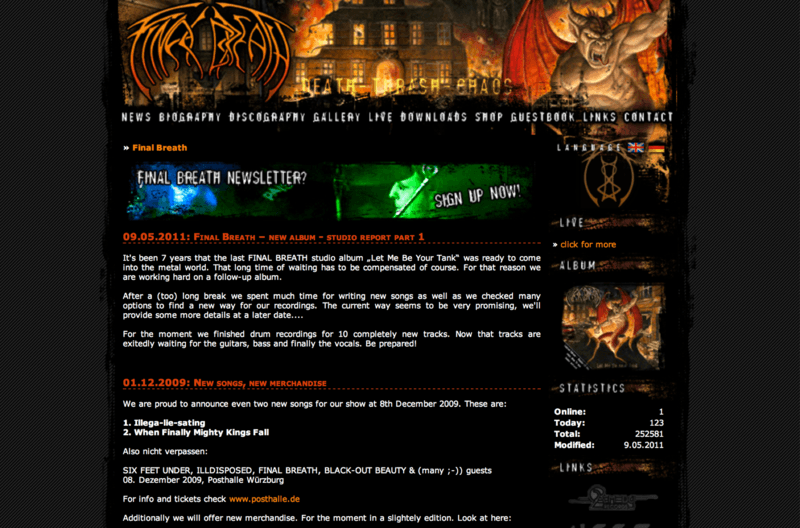 FINAL BREATH
DEATH-THRASH-CHAOS
NEWS BIOGRAPHY DISCOGRAPHY GALLERY LIVE DOWNLOADS SHOP GUESTBOOK LINKS CONTACT
» Final Breath
LANGUAGE
FINAL BREATH NEWSLETTER?
SIGN UP NOW!
09.05.2011: Final Breath – new album - studio report part 1
It's been 7 years that the last FINAL BREATH studio album „Let Me Be Your Tank“ was ready to come
into the metal world. That long time of waiting has to be compensated of course. For that reason we
are working hard on a follow-up album.
After a (too) long break we spent much time for writing new songs as well as we checked many
options to find a new way for our recordings. The current way seems to be very promising, we'll
provide some more details at a later date....
For the moment we finished drum recordings for 10 completely new tracks. Now that tracks are
exitedly waiting for the guitars, bass and finally the vocals. Be prepared!
01.12.2009: New songs, new merchandise
We are proud to announce even two new songs for our show at 8th December 2009. These are:
1. Illega-lie-sating
2. When Finally Mighty Kings Fall
Also nicht verpassen:
SIX FEET UNDER, ILLDISPOSED, FINAL BREATH, BLACK-OUT BEAUTY & (many ;-)) guests
08. Dezember 2009, Posthalle Würzburg
For info and tickets check www.posthalle.de
Additionally we will offer new merchandise. For the moment in a slightely edition. Look at here:
LIVE
» click for more
ALBUM
STATISTICS
Online: 1
Today: 123
Total: 252581
Modified: 9.05.2011
LINKS